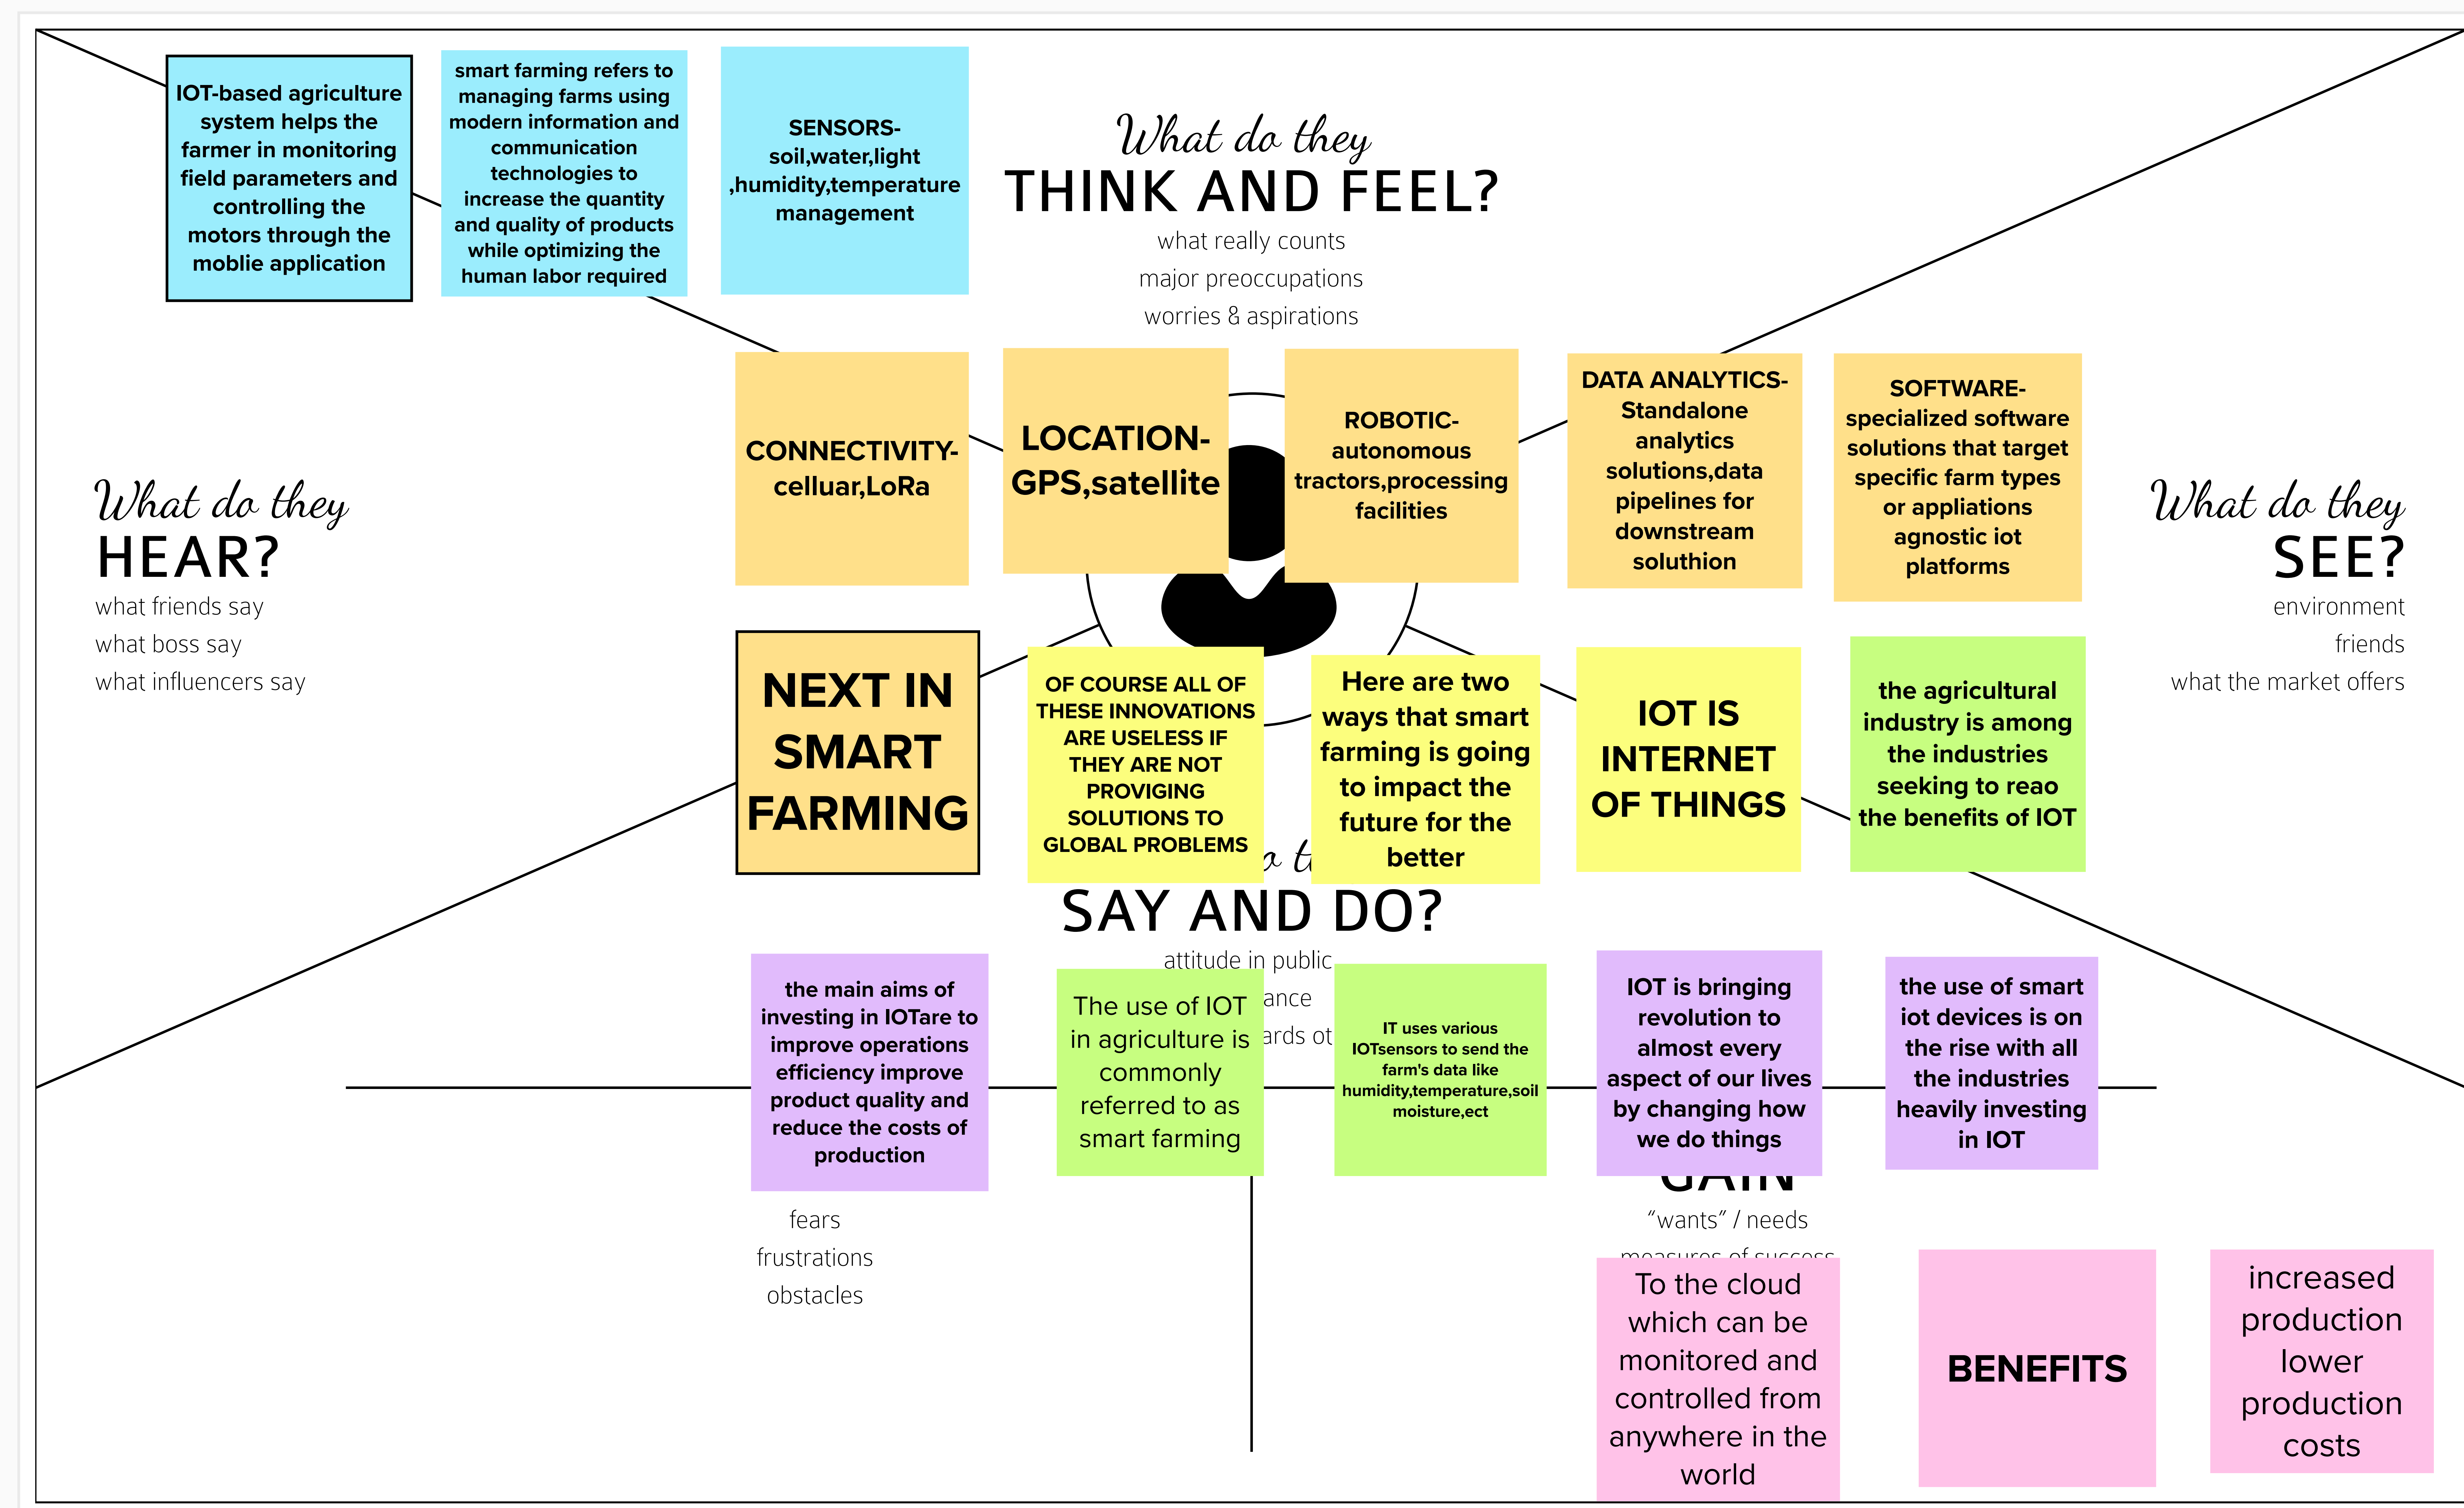 IOT-based agriculture
system helps the
farmer in monitoring
field parameters and
controlling the
motors through the
moblie application
smart farming refers to
managing farms using
modern information and
communication
technologies to
increase the quantity
and quality of products
while optimizing the
human labor required
SENSORS-
soil,water,light
,humidity,temperature
management
What do they
THINK AND FEEL?
what really counts
major preoccupations
worries & aspirations
CONNECTIVITY-
celluar,LoRa
LOCATION-
GPS,satellite
ROBOTIC-
autonomous
tractors,processing
facilities
DATA ANALYTICS-
Standalone
analytics
solutions,data
pipelines for
downstream
soluthion
SOFTWARE-
specialized software
solutions that target
specific farm types
or appliations
agnostic iot
platforms
What do they
HEAR?
what friends say
what boss say
what influencers say
What do they
SEE?
environment
friends
what the market offers
NEXT IN
SMART
FARMING
OF COURSE ALL OF
THESE INNOVATIONS
ARE USELESS IF
THEY ARE NOT
PROVIGING
SOLUTIONS TO
GLOBAL PROBLEMS
Here are two
ways that smart
farming is going
to impact the
future for the
better
IOT IS
INTERNET
OF THINGS
the agricultural
industry is among
the industries
seeking to reao
the benefits of IOT
SAY AND DO?
attitude in public
the main aims of
investing in IOTare to
improve operations
efficiency improve
product quality and
reduce the costs of
production
The use of IOT
in agriculture is
commonly
referred to as
smart farming
IT uses various
IOTsensors to send the
farm's data like
humidity,temperature,soil
moisture,ect
IOT is bringing
revolution to
almost every
aspect of our lives
by changing how
we do things
the use of smart
iot devices is on
the rise with all
the industries
heavily investing
in IOT
fears
frustrations
obstacles
GAIN
"wants" / needs
measures of success
To the cloud
which can be
monitored and
controlled from
anywhere in the
world
BENEFITS
increased
production
lower
production
costs